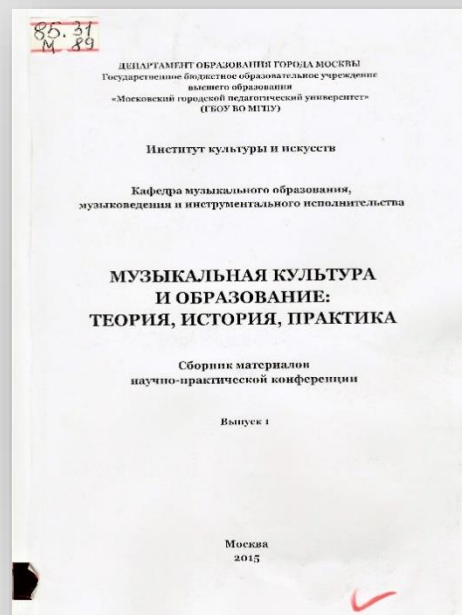 85.31
М 89
ДЕПАРТАМЕНТ ОБРАЗОВАНИЯ ГОРОДА МОСКВЫ
Государственное бюджетное образовательное учреждение
высшего образования
«Московский городской педагогический университет»
(ГБОУ ВО МГПУ)
Институт культуры и искусств
Кафедра музыкального образования,
музыковедения и инструментального исполнительства
МУЗЫКАЛЬНАЯ КУЛЬТУРА
И ОБРАЗОВАНИЕ:
ТЕОРИЯ, ИСТОРИЯ, ПРАКТИКА
Сборник материалов
научно-практической конференции
Выпуск 1
Москва
2015